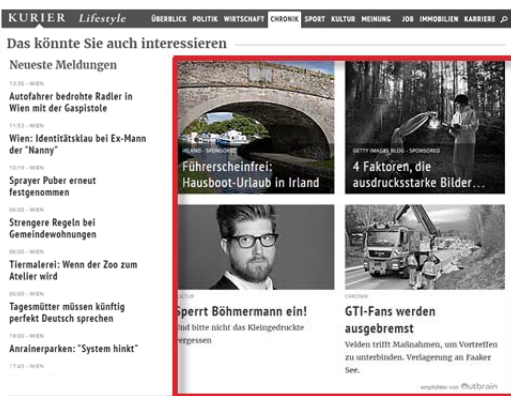 KURIER Lifestyle ÜBERBLICK POLITIK WIRTSCHAFT CHRONIK SPORT KULTUR MEINUNG JOB IMMOBILIEN KARRIERE
Das könnte Sie auch interessieren
Neueste Meldungen
13:35 - WIEN
Autofahrer bedrohte Radler in
Wien mit der Gaspistole
11:53 - WIEN
Wien: Identitätsklau bei Ex-Mann
der "Nanny"
10:19 - WIEN
Sprayer Puber erneut
festgenommen
06:00 - WIEN
Strengere Regeln bei
Gemeindewohnungen
06:00 - WIEN
Tiermalerei: Wenn der Zoo zum
Atelier wird
06:00 - WIEN
Tagesmütter müssen künftig
perfekt Deutsch sprechen
18:00 - WIEN
Anrainerparken: "System hinkt"
17:43 - WIEN
IRLAND - SPONSORED
Führerscheinfrei:
Hausboot-Urlaub in Irland
GETTY IMAGES BLOG - SPONSORED
4 Faktoren, die
ausdrucksstarke Bilder...
KULTUR
Sperrt Böhmermann ein!
Und bitte nicht das Kleingedruckte
vergessen
CHRONIK
GTI-Fans werden
ausgebremst
Velden trifft Maßnahmen, um Vortreffen
zu unterbinden. Verlagerung an Faaker
See.
empfohlen von Outbrain